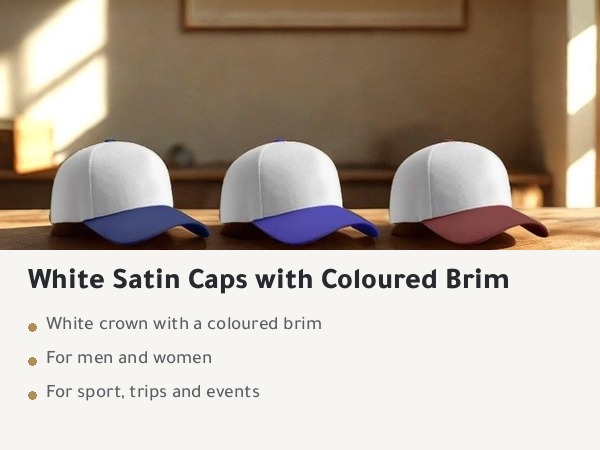 White Satin Caps with Coloured Brim
White crown with a coloured brim
For men and women
For sport, trips and events